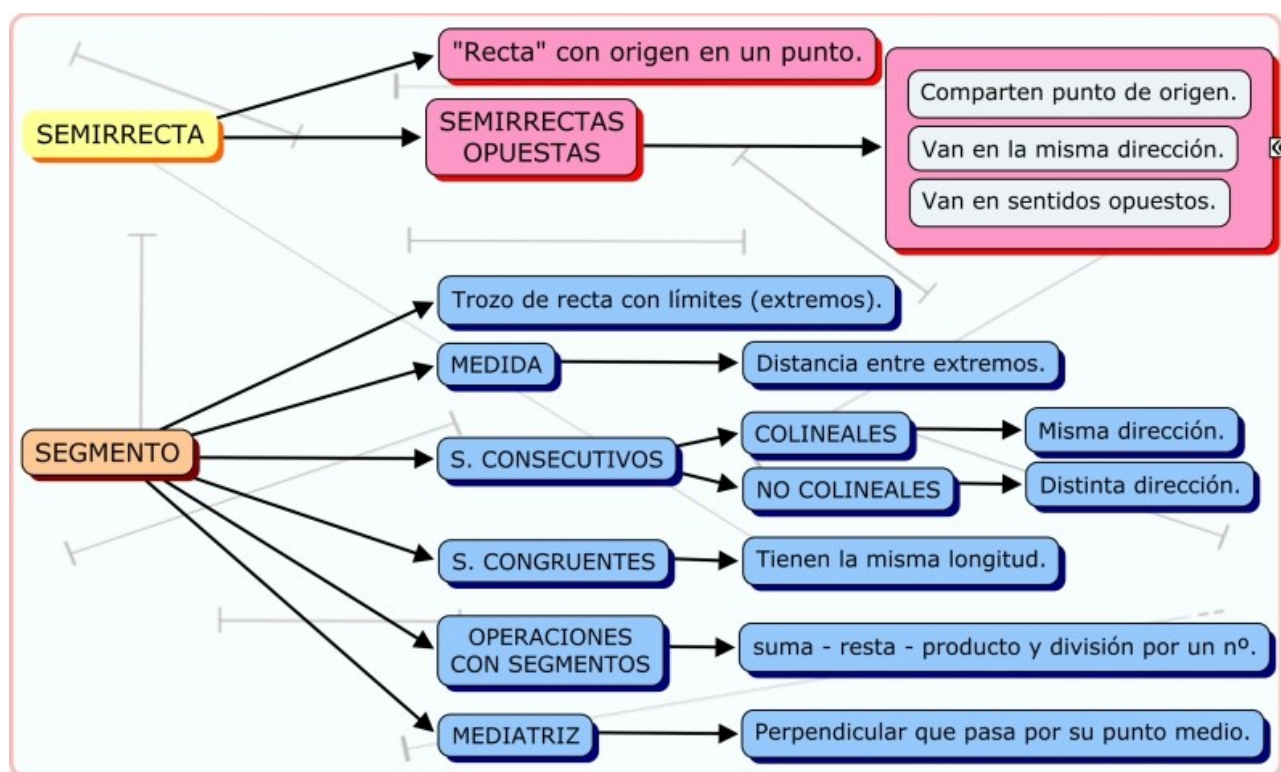 SEMIRRECTA
"Recta" con origen en un punto.
SEMIRRECTAS
OPUESTAS
Comparten punto de origen.
Van en la misma dirección.
Van en sentidos opuestos.
SEGMENTO
Trozo de recta con límites (extremos).
MEDIDA
Distancia entre extremos.
S. CONSECUTIVOS
COLINEALES
Misma dirección.
NO COLINEALES
Distinta dirección.
S. CONGRUENTES
Tienen la misma longitud.
OPERACIONES
CON SEGMENTOS
suma - resta - producto y división por un nº.
MEDIATRIZ
Perpendicular que pasa por su punto medio.